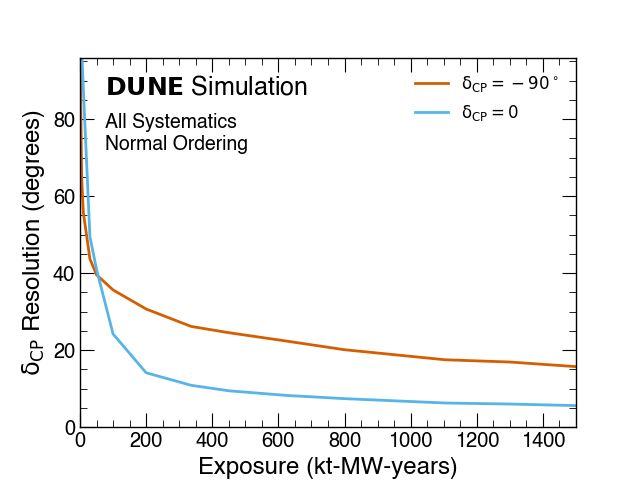 DUNE Simulation
All Systematics
Normal Ordering
δCP = −90°
δCP = 0
δCP Resolution (degrees)
80
60
40
20
0
0 200 400 600 800 1000 1200 1400
Exposure (kt-MW-years)